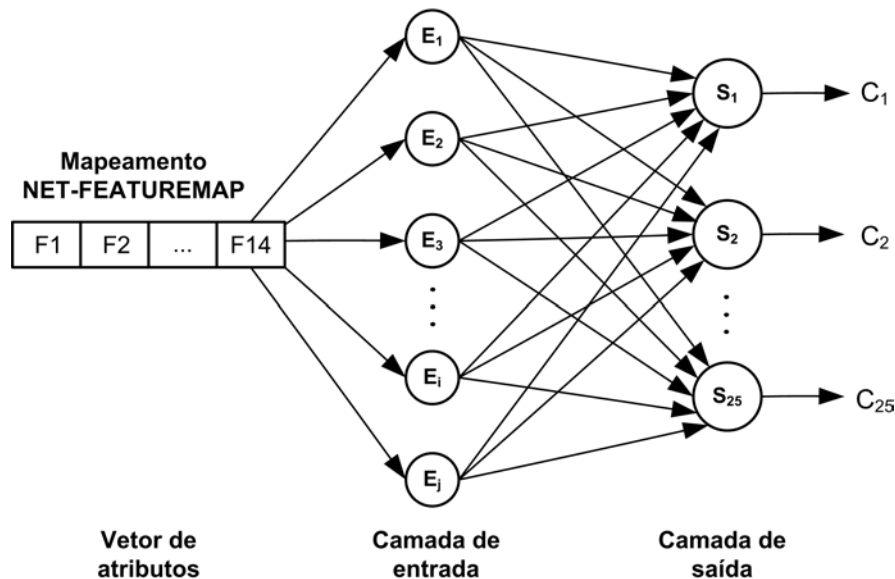 E1
S1
C1
E2
Mapeamento
NET-FEATUREMAP
F1 F2 ... F14
E3
S2
C2
Ei
S25
C25
Ej
Vetor de
atributos
Camada de
entrada
Camada de
saída